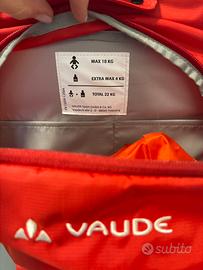 MAX 18 KG
EXTRA MAX 4 KG
TOTAL 22 KG
VAUDE
subito